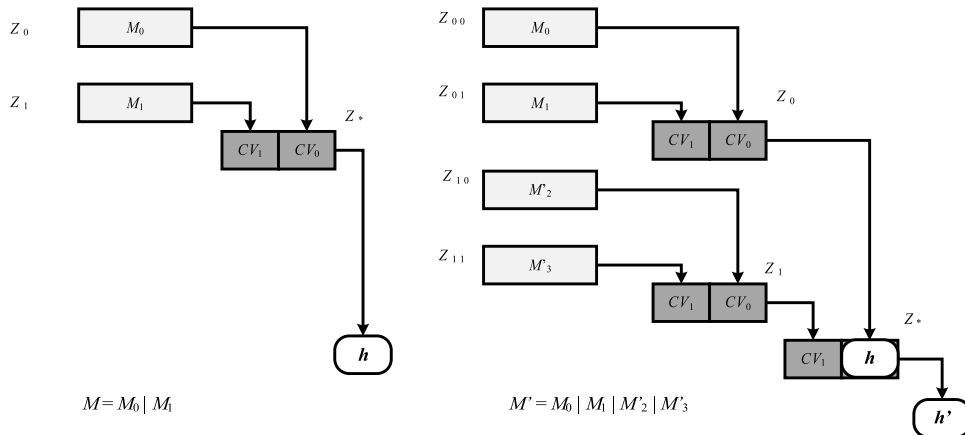 Z₀ M₀
Z₁ M₁
Z*
CV₁ CV₀
h
M = M₀ | M₁
Z₀₀ M₀
Z₀₁ M₁
Z₀
CV₁ CV₀
Z₁₀ M'₂
Z₁₁ M'₃
Z₁
CV₁ CV₀
Z*
CV₁ h
h'
M' = M₀ | M₁ | M'₂ | M'₃